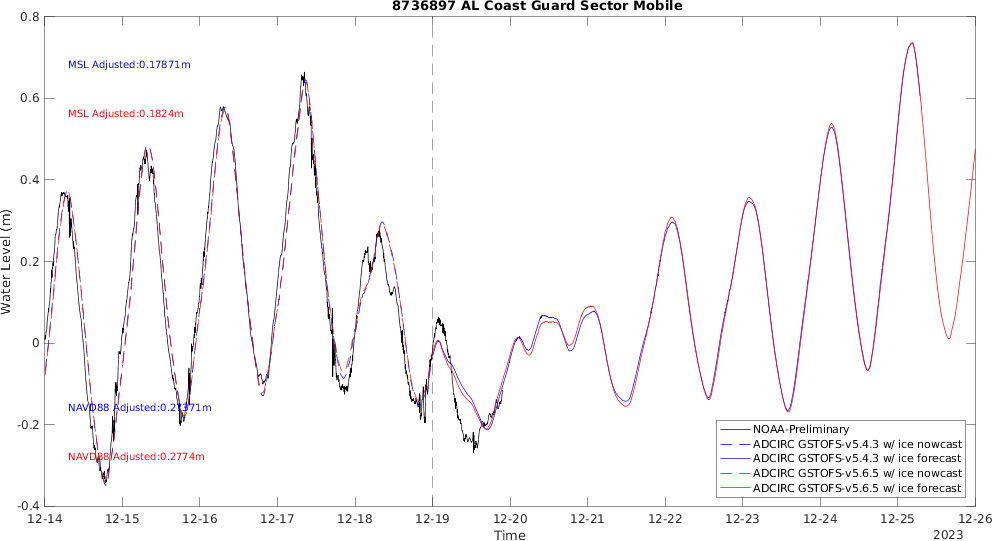 8736897 AL Coast Guard Sector Mobile
0.8
0.6
0.4
0.2
0
-0.2
-0.4
Water Level (m)
MSL Adjusted:0.17871m
MSL Adjusted:0.1824m
NAVD88 Adjusted:0.27371m
NAVD88 Adjusted:0.2774m
NOAA-Preliminary
ADCIRC GSTOFS-v5.4.3 w/ ice nowcast
ADCIRC GSTOFS-v5.4.3 w/ ice forecast
ADCIRC GSTOFS-v5.6.5 w/ ice nowcast
ADCIRC GSTOFS-v5.6.5 w/ ice forecast
12-14 12-15 12-16 12-17 12-18 12-19 12-20 12-21 12-22 12-23 12-24 12-25 12-26
Time
2023